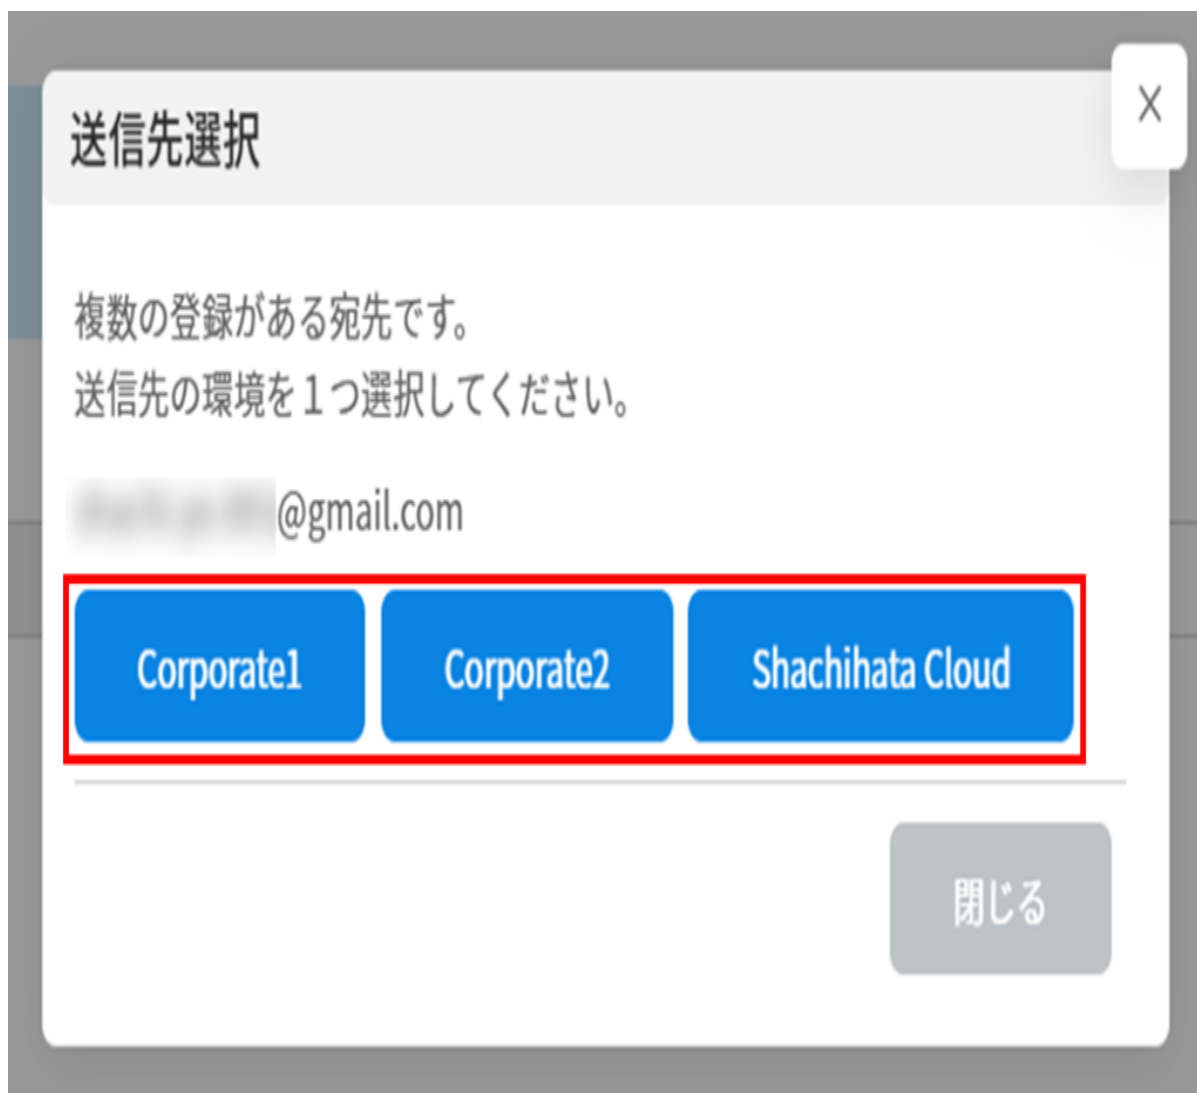 送信先選択
X
複数の登録がある宛先です。
送信先の環境を１つ選択してください。
@gmail.com
Corporate1 Corporate2 Shachihata Cloud
閉じる